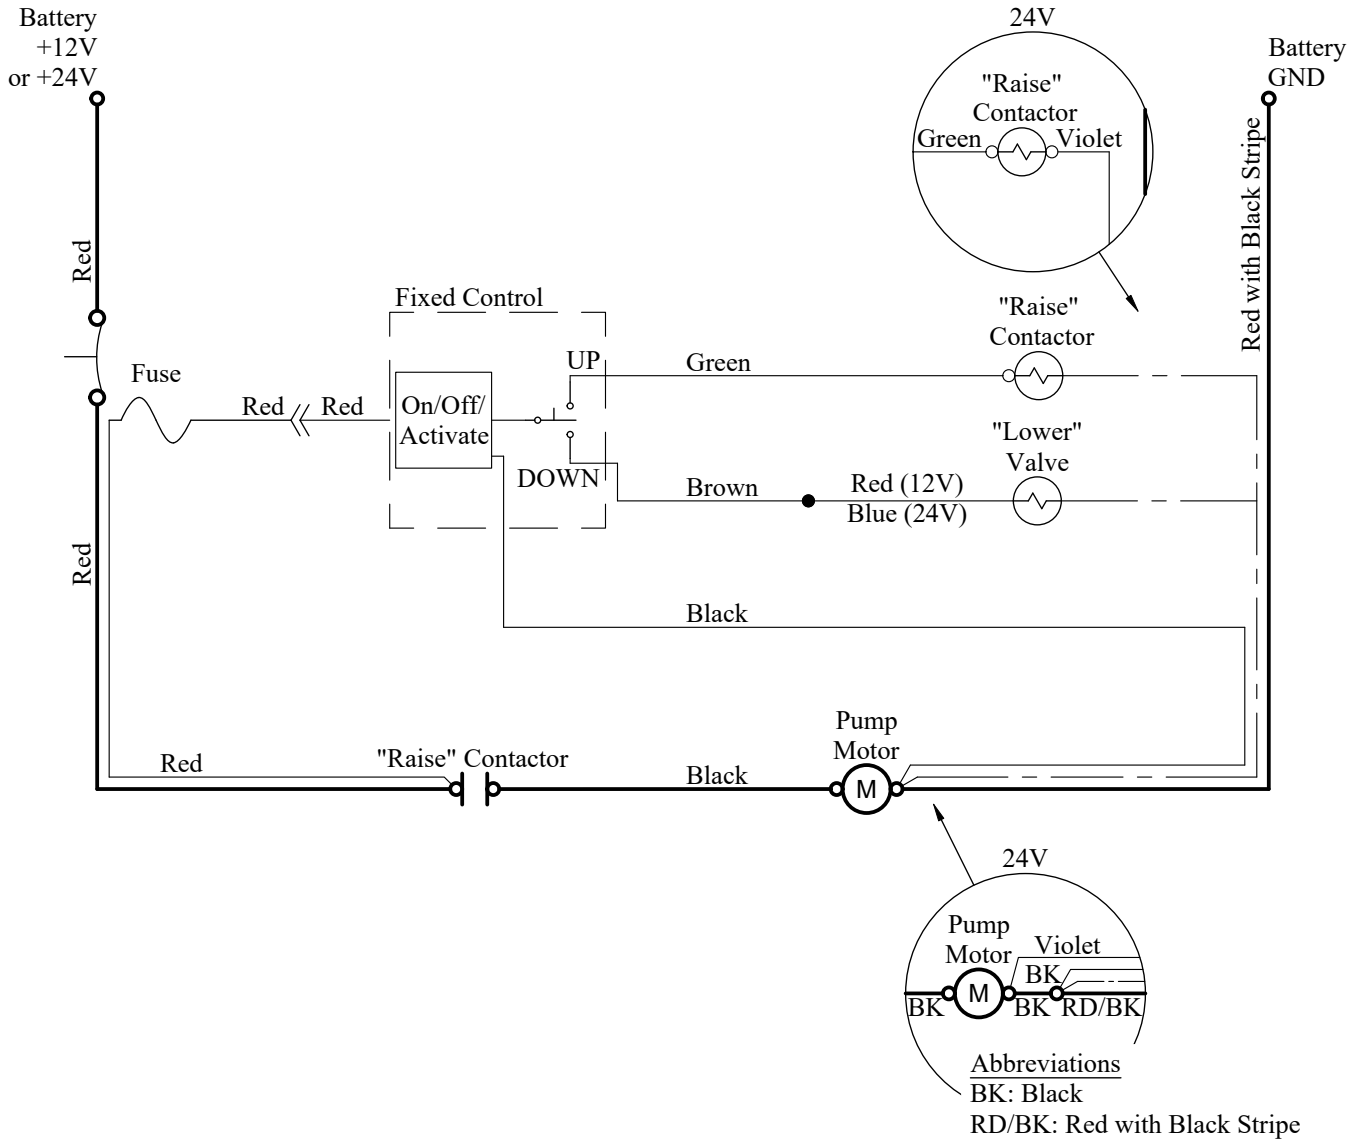 Battery
+12V
or +24V
24V
"Raise"
Contactor
Green
Violet
Battery
GND
Red with Black Stripe
Red
Fixed Control
"Raise"
Contactor
UP
Green
Fuse
Red
Red
On/Off/
Activate
DOWN
"Lower"
Valve
Brown
Red (12V)
Blue (24V)
Red
Black
Pump
Motor
Red
"Raise" Contactor
Black
M
24V
Pump
Motor
Violet
BK
M
BK
BK
RD/BK
Abbreviations
BK: Black
RD/BK: Red with Black Stripe